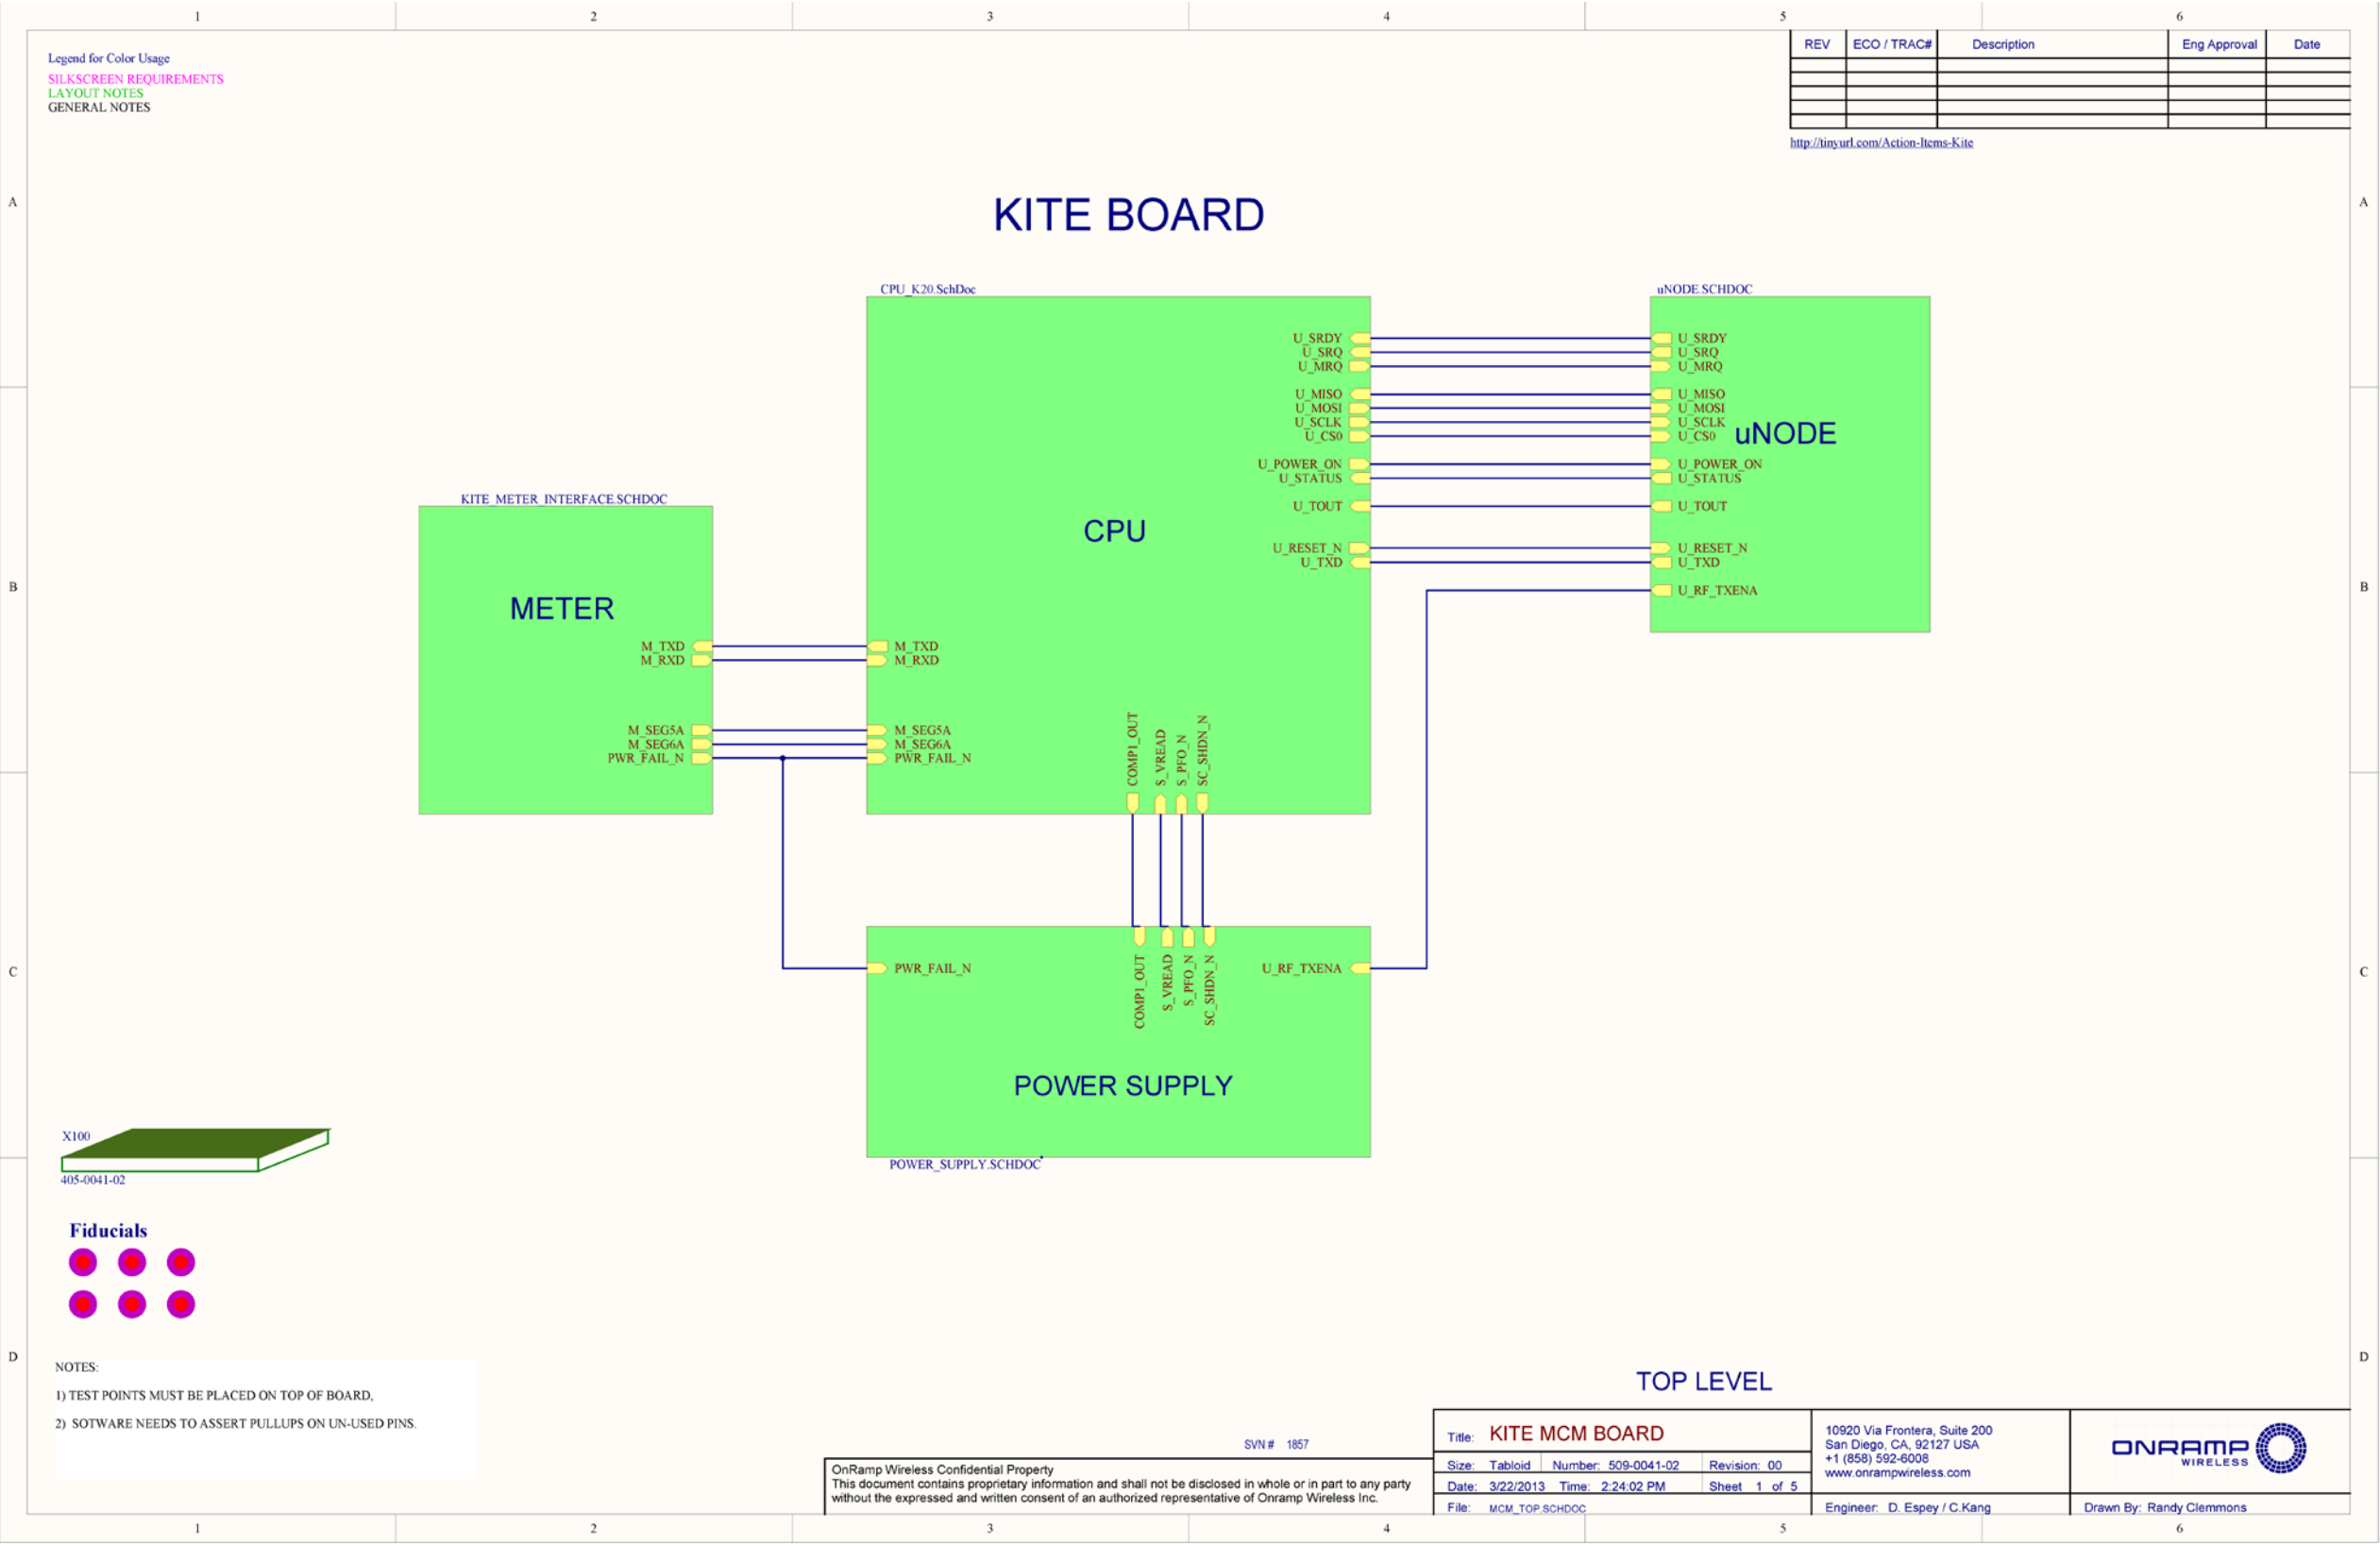 1 2 3 4 5 6
Legend for Color Usage
SILKSCREEN REQUIREMENTS
LAYOUT NOTES
GENERAL NOTES
REV ECO / TRAC# Description Eng Approval Date
http://tinyurl.com/Action-Items-Kite
A A
KITE BOARD
CPU_K20.SchDoc
U_SRDY
U_SRQ
U_MRQ
U_MISO
U_MOSI
U_SCLK
U_CS0
U_POWER_ON
U_STATUS
U_TOUT
U_RESET_N
U_TXD
CPU
M_TXD
M_RXD
M_SEG5A
M_SEG6A
PWR_FAIL_N
COMP1_OUT
S_VREAD
S_PFO_N
SC_SHDN_N
uNODE.SCHDOC
U_SRDY
U_SRQ
U_MRQ
U_MISO
U_MOSI
U_SCLK
U_CS0
uNODE
U_POWER_ON
U_STATUS
U_TOUT
U_RESET_N
U_TXD
U_RF_TXENA
KITE_METER_INTERFACE.SCHDOC
METER
M_TXD
M_RXD
M_SEG5A
M_SEG6A
PWR_FAIL_N
B B
C C
PWR_FAIL_N
COMP1_OUT
S_VREAD
S_PFO_N
SC_SHDN_N
U_RF_TXENA
POWER SUPPLY
POWER_SUPPLY.SCHDOC
X100
405-0041-02
Fiducials
D D
NOTES:
1) TEST POINTS MUST BE PLACED ON TOP OF BOARD,
2) SOTWARE NEEDS TO ASSERT PULLUPS ON UN-USED PINS.
TOP LEVEL
SVN # 1857
OnRamp Wireless Confidential Property
This document contains proprietary information and shall not be disclosed in whole or in part to any party
without the expressed and written consent of an authorized representative of Onramp Wireless Inc.
Title: KITE MCM BOARD
Size: Tabloid Number: 509-0041-02 Revision: 00
Date: 3/22/2013 Time: 2:24:02 PM Sheet 1 of 5
File: MCM_TOP.SCHDOC
10920 Via Frontera, Suite 200
San Diego, CA, 92127 USA
+1 (858) 592-6008
www.onrampwireless.com
Engineer: D. Espey / C.Kang
ONRAMP
WIRELESS
Drawn By: Randy Clemmons
1 2 3 4 5 6